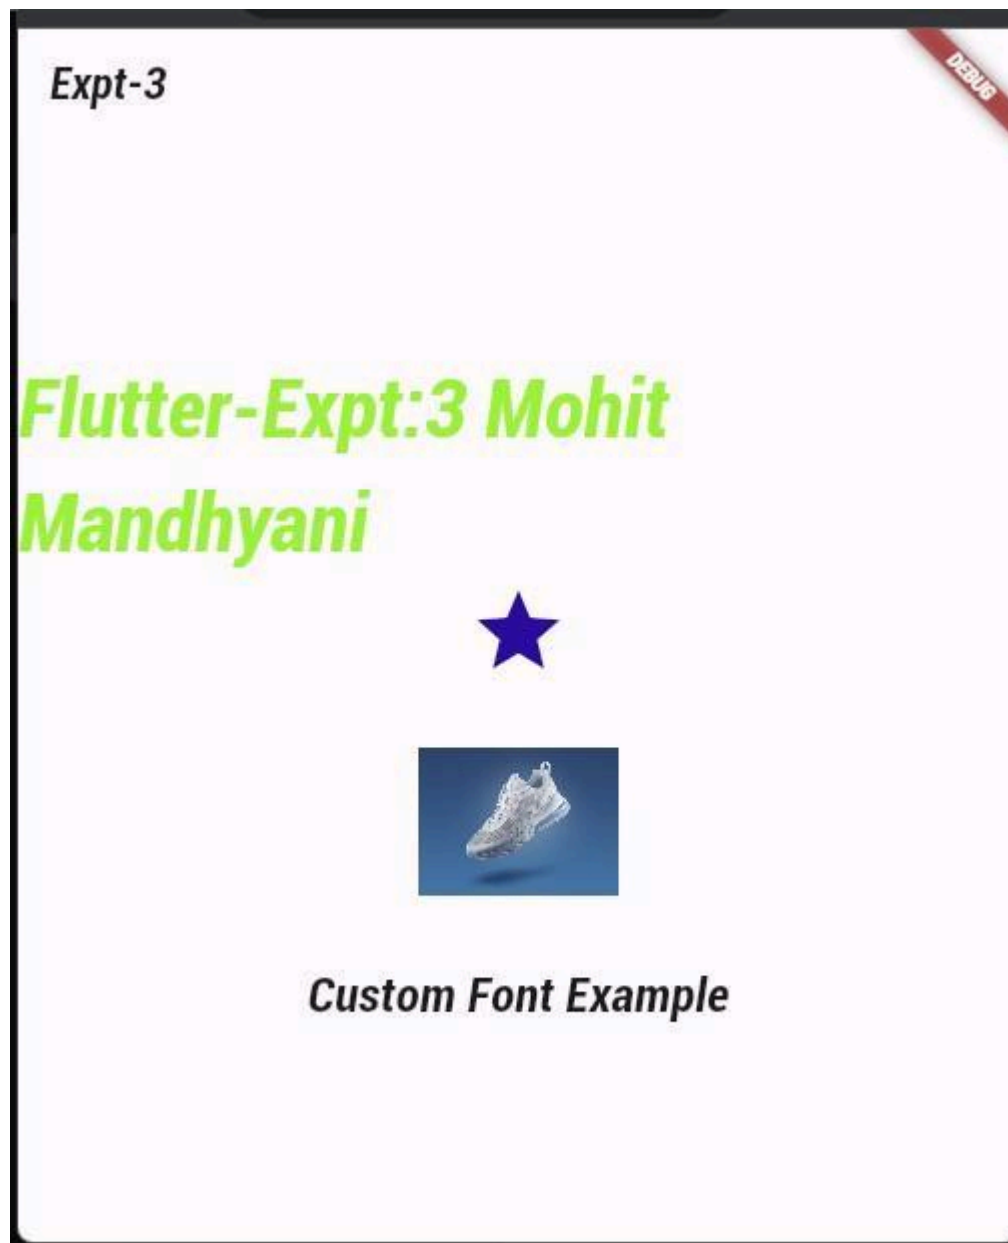 Expt-3
DEBUG
Flutter-Expt:3 Mohit
Mandhyani
Custom Font Example